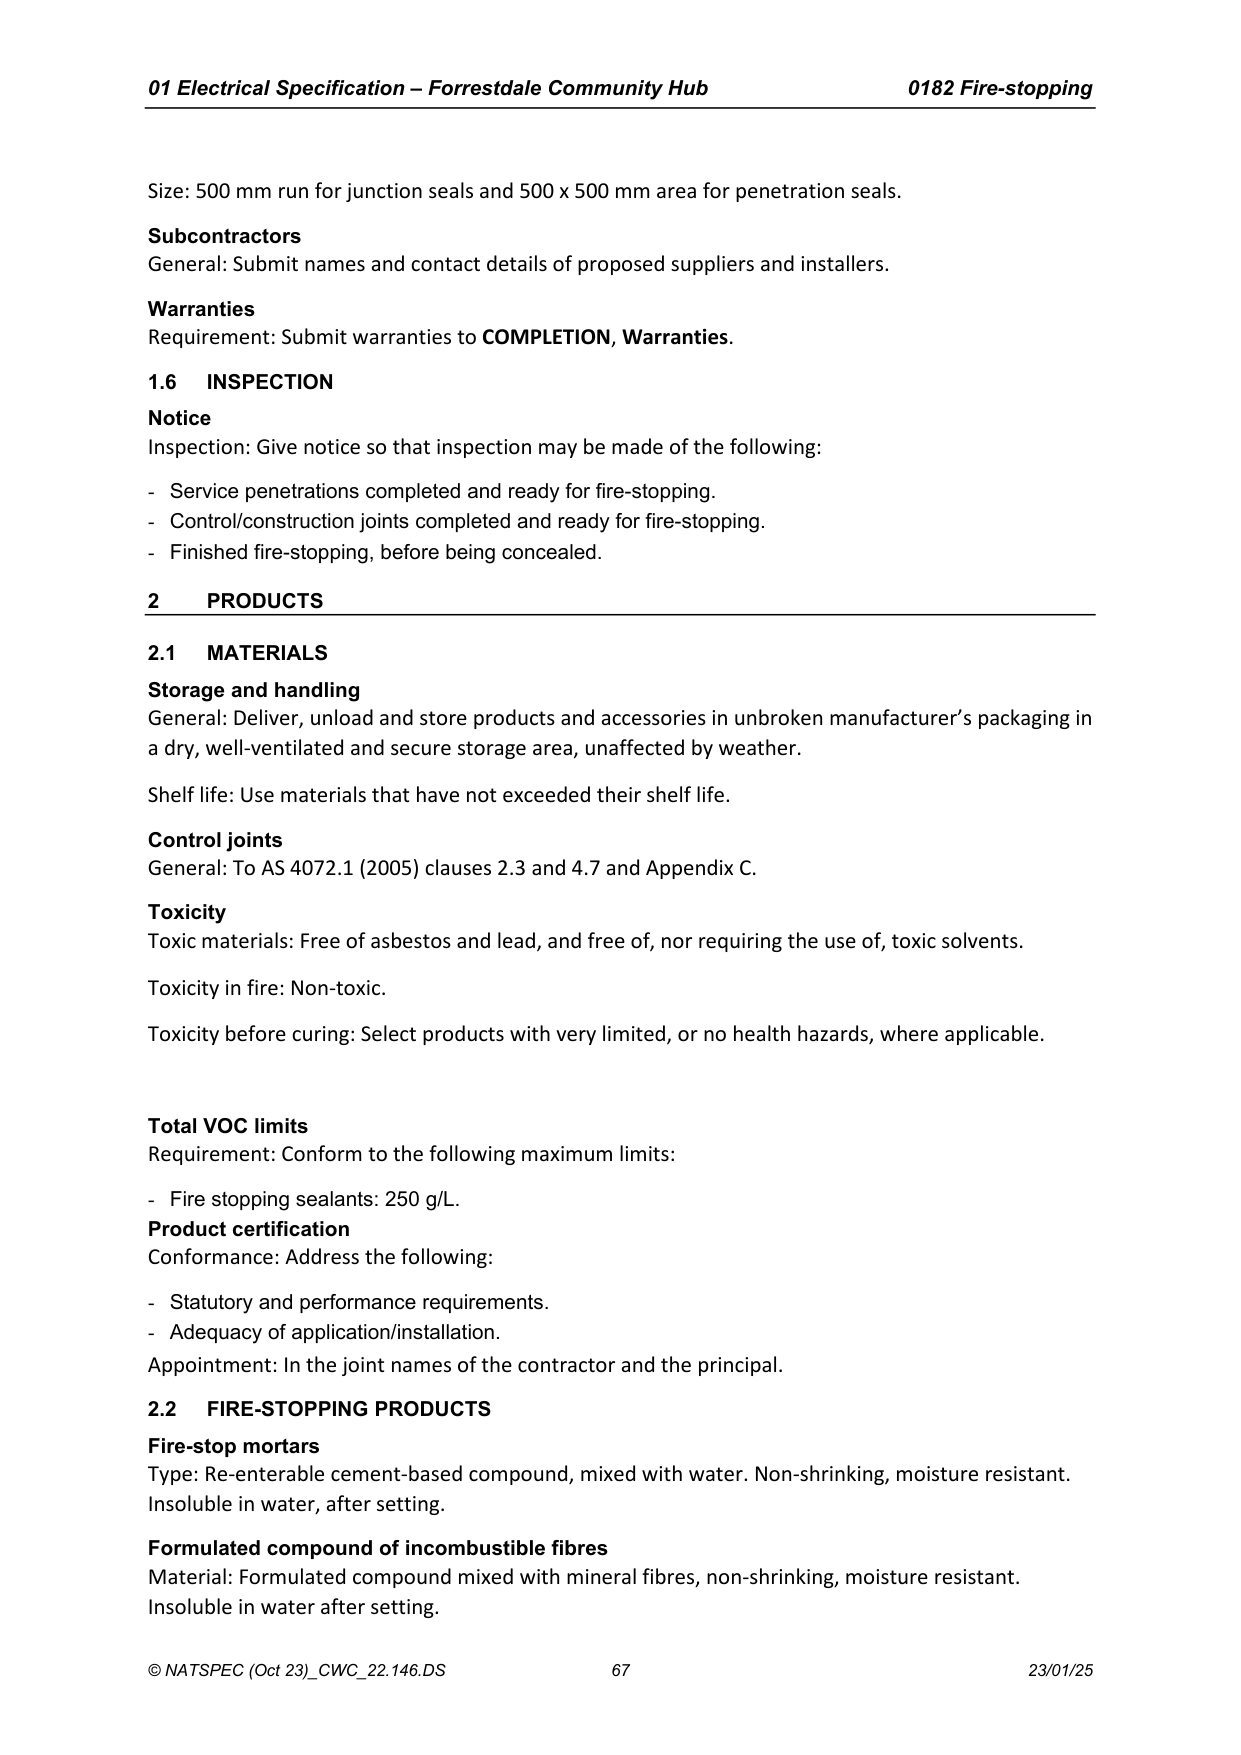 01 Electrical Specification – Forrestdale Community Hub 0182 Fire-stopping
Size: 500 mm run for junction seals and 500 x 500 mm area for penetration seals.
Subcontractors
General: Submit names and contact details of proposed suppliers and installers.
Warranties
Requirement: Submit warranties to COMPLETION, Warranties.
1.6 INSPECTION
Notice
Inspection: Give notice so that inspection may be made of the following:
- Service penetrations completed and ready for fire-stopping.
- Control/construction joints completed and ready for fire-stopping.
- Finished fire-stopping, before being concealed.
2 PRODUCTS
2.1 MATERIALS
Storage and handling
General: Deliver, unload and store products and accessories in unbroken manufacturer’s packaging in
a dry, well-ventilated and secure storage area, unaffected by weather.
Shelf life: Use materials that have not exceeded their shelf life.
Control joints
General: To AS 4072.1 (2005) clauses 2.3 and 4.7 and Appendix C.
Toxicity
Toxic materials: Free of asbestos and lead, and free of, nor requiring the use of, toxic solvents.
Toxicity in fire: Non-toxic.
Toxicity before curing: Select products with very limited, or no health hazards, where applicable.
Total VOC limits
Requirement: Conform to the following maximum limits:
- Fire stopping sealants: 250 g/L.
Product certification
Conformance: Address the following:
- Statutory and performance requirements.
- Adequacy of application/installation.
Appointment: In the joint names of the contractor and the principal.
2.2 FIRE-STOPPING PRODUCTS
Fire-stop mortars
Type: Re-enterable cement-based compound, mixed with water. Non-shrinking, moisture resistant.
Insoluble in water, after setting.
Formulated compound of incombustible fibres
Material: Formulated compound mixed with mineral fibres, non-shrinking, moisture resistant.
Insoluble in water after setting.
© NATSPEC (Oct 23)_CWC_22.146.DS 67 23/01/25